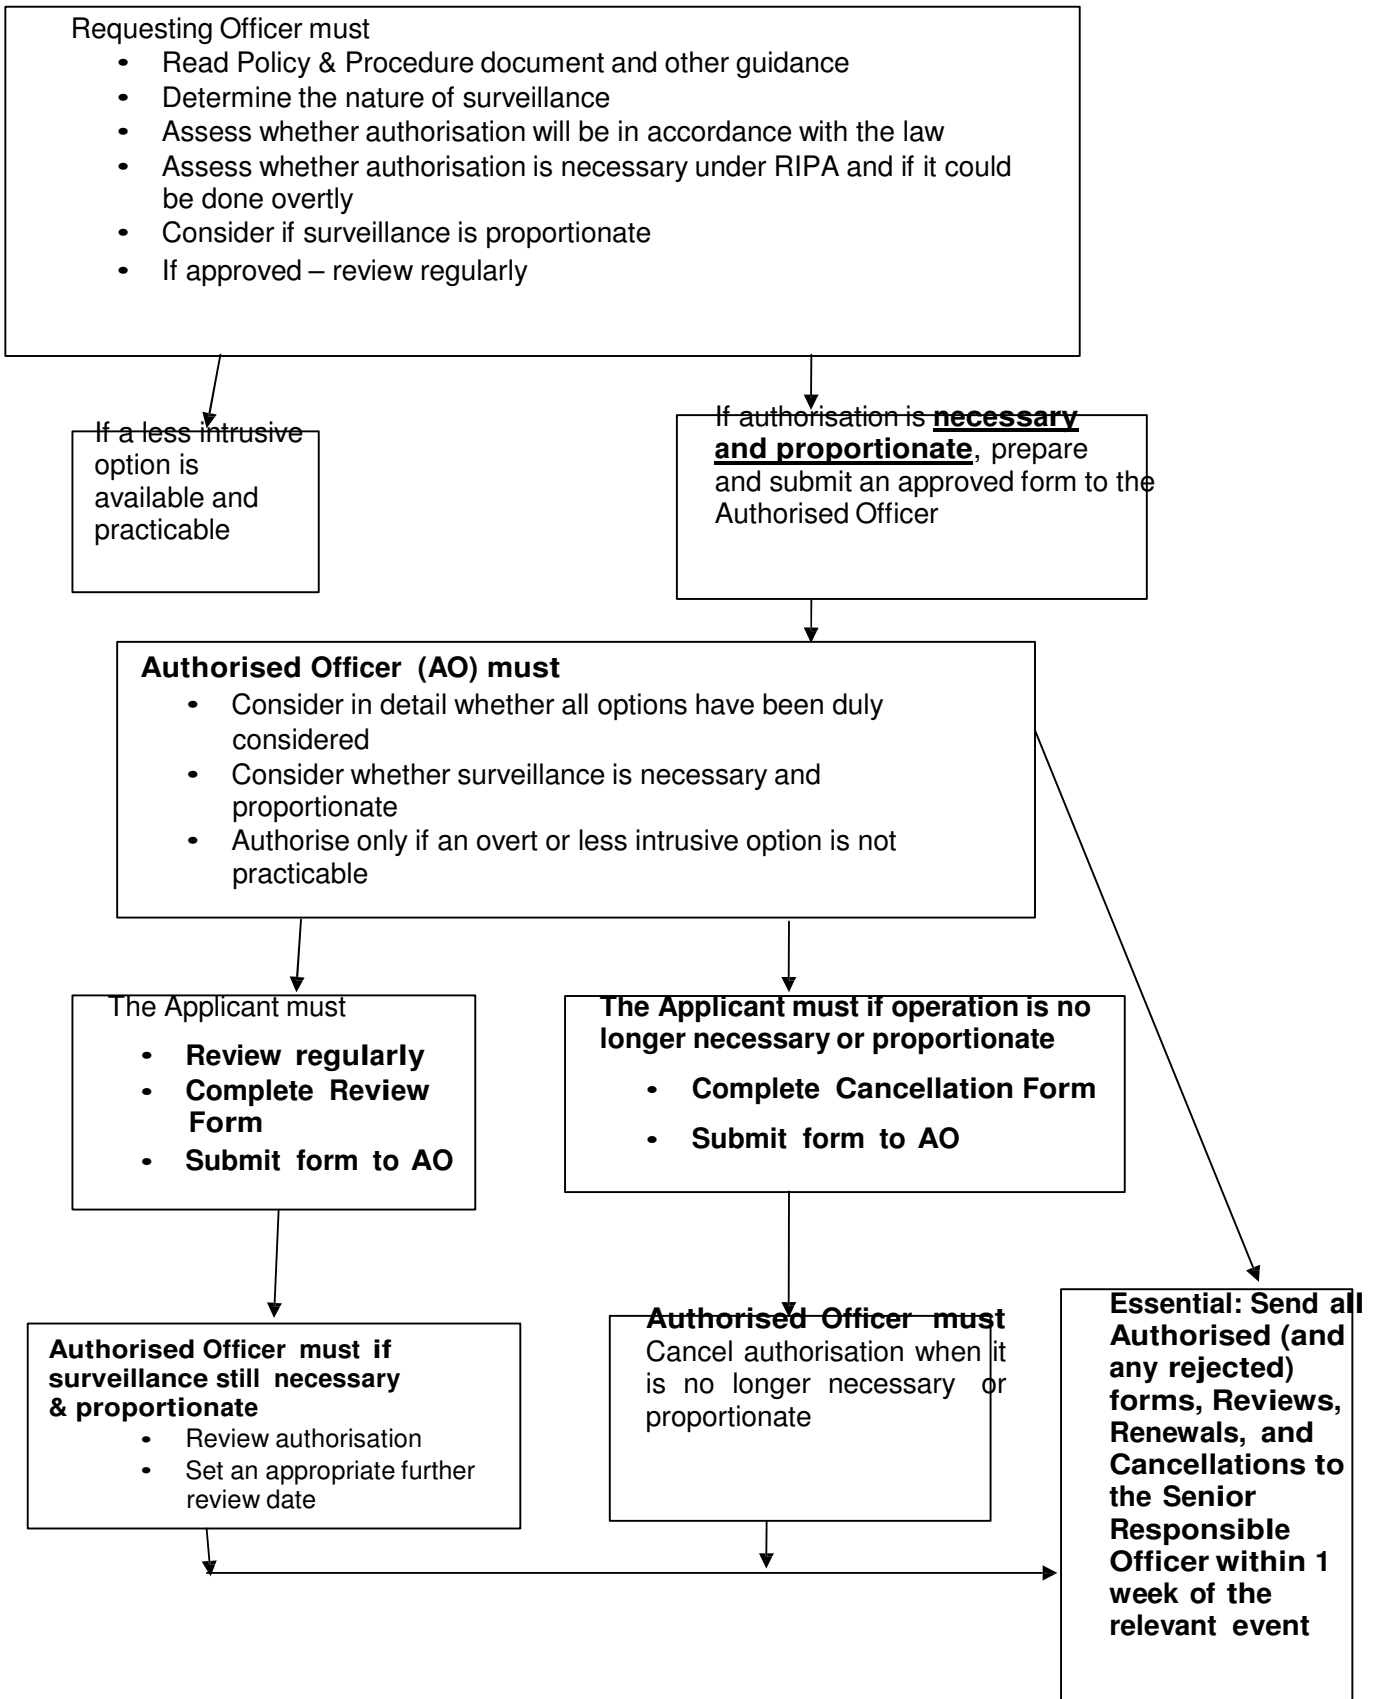 Requesting Officer must
• Read Policy & Procedure document and other guidance
• Determine the nature of surveillance
• Assess whether authorisation will be in accordance with the law
• Assess whether authorisation is necessary under RIPA and if it could
be done overtly
• Consider if surveillance is proportionate
• If approved – review regularly
If a less intrusive
option is
available and
practicable
If authorisation is necessary
and proportionate, prepare
and submit an approved form to the
Authorised Officer
Authorised Officer (AO) must
• Consider in detail whether all options have been duly
considered
• Consider whether surveillance is necessary and
proportionate
• Authorise only if an overt or less intrusive option is not
practicable
The Applicant must
• Review regularly
• Complete Review
Form
• Submit form to AO
The Applicant must if operation is no
longer necessary or proportionate
• Complete Cancellation Form
• Submit form to AO
Authorised Officer must if
surveillance still necessary
& proportionate
• Review authorisation
• Set an appropriate further
review date
Authorised Officer must
Cancel authorisation when it
is no longer necessary or
proportionate
Essential: Send all
Authorised (and
any rejected)
forms, Reviews,
Renewals, and
Cancellations to
the Senior
Responsible
Officer within 1
week of the
relevant event